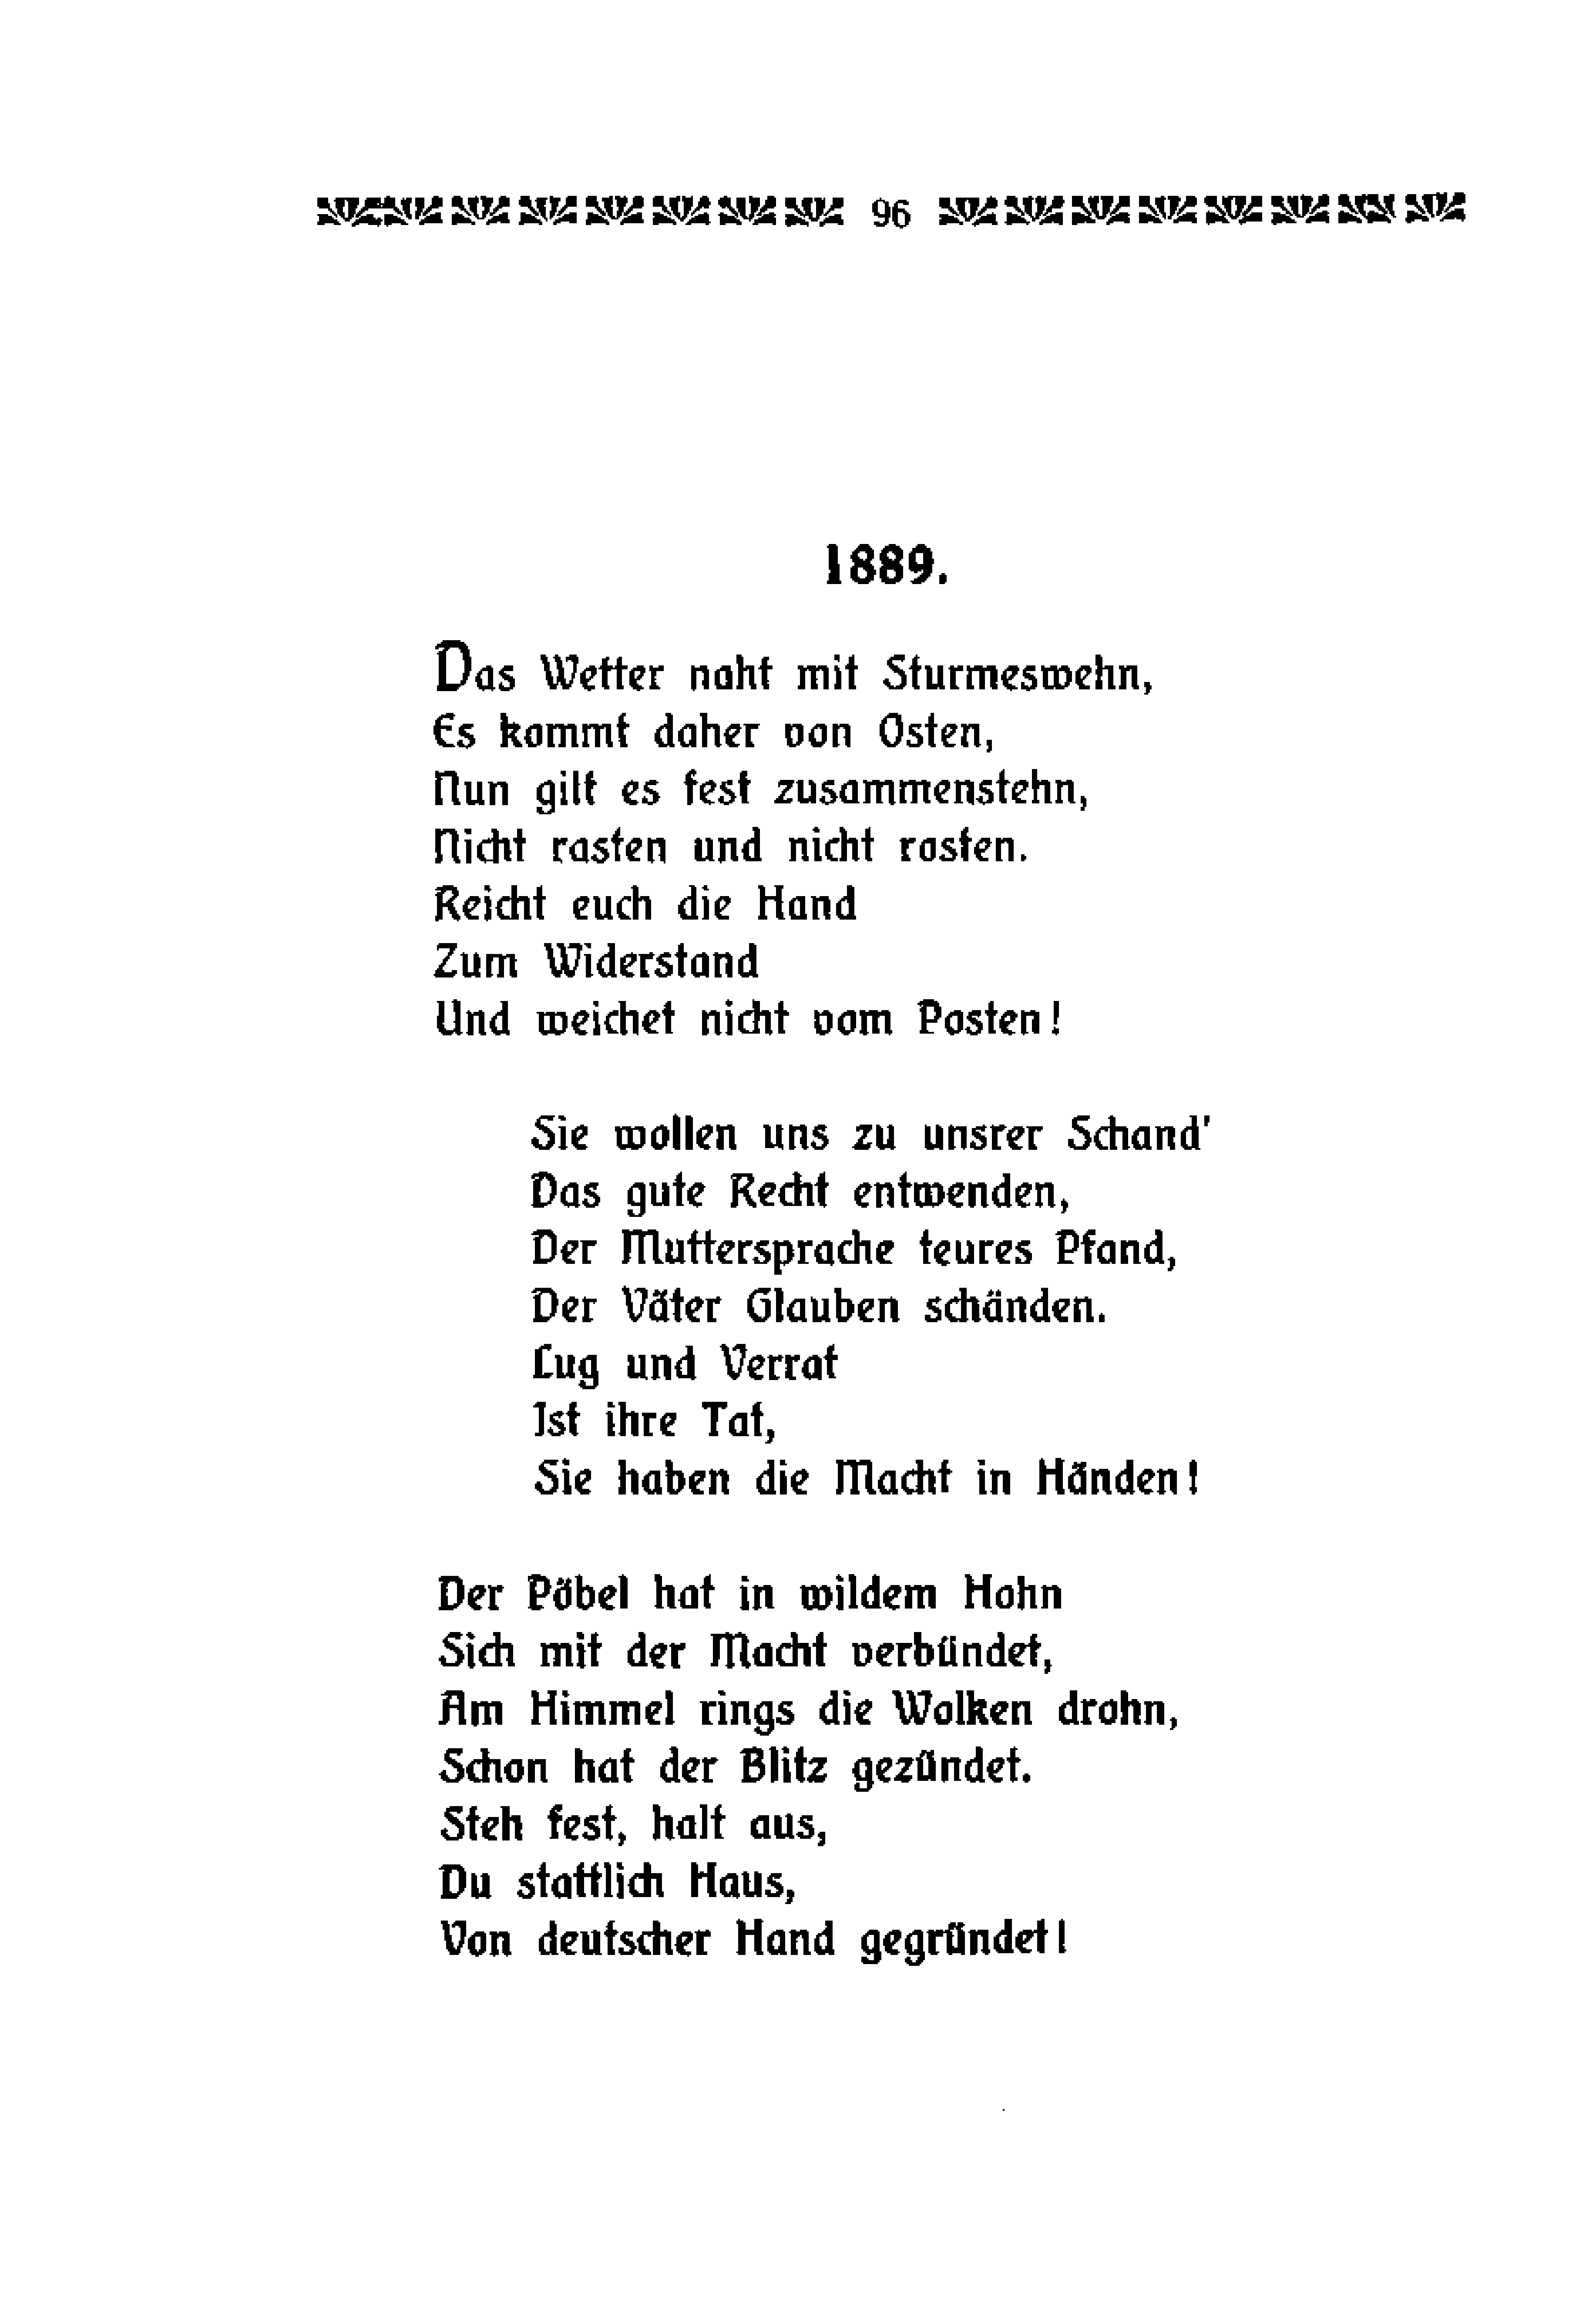 96
1889.
Das Wetter naht mit Sturmeswehn,
Es kommt daher von Osten,
Nun gilt es fest zusammenstehn,
Nicht rasten und nicht rosten.
Reicht euch die Hand
Zum Widerstand
Und weichet nicht vom Posten!
Sie wollen uns zu unsrer Schand'
Das gute Recht entwenden,
Der Muttersprache teures Pfand,
Der Väter Glauben schänden.
Lug und Verrat
Ist ihre Tat,
Sie haben die Macht in Händen!
Der Pöbel hat in wildem Hohn
Sich mit der Macht verbündet,
Am Himmel rings die Wolken drohn,
Schon hat der Blitz gezündet.
Steh fest, halt aus,
Du stattlich Haus,
Von deutscher Hand gegründet!